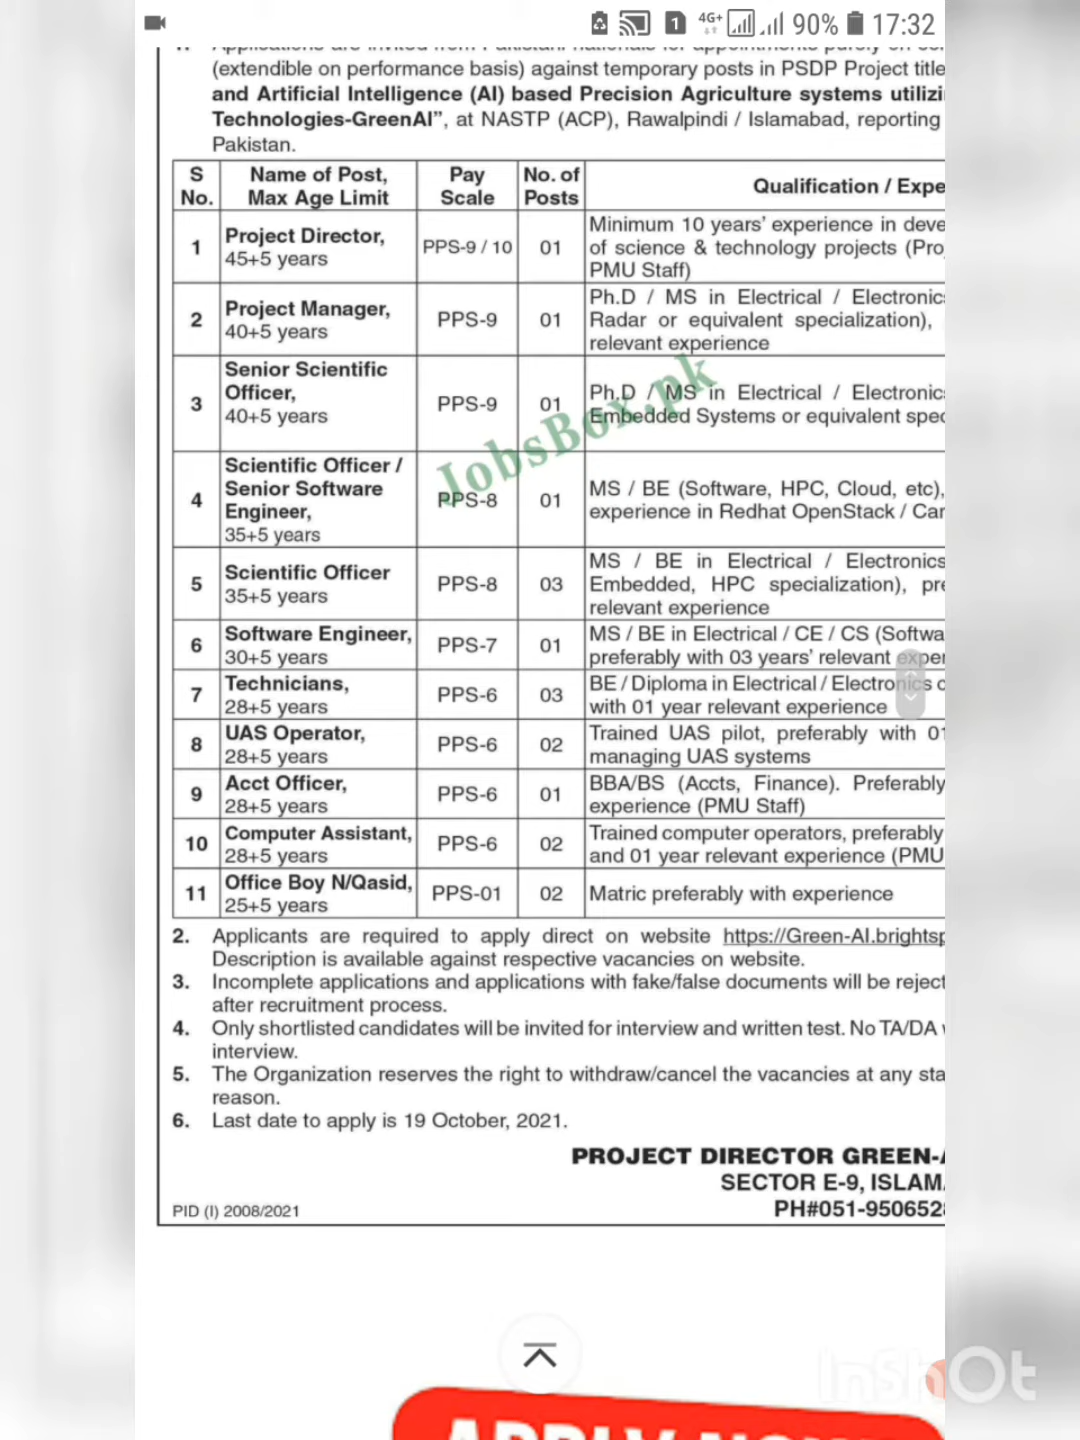 4G+ 1 90% 17:32
Applications are invited from Pakistani nationals for appointments purely on
(extendible on performance basis) against temporary posts in PSDP Project title
and Artificial Intelligence (AI) based Precision Agriculture systems utilizi
Technologies-GreenAI”, at NASTP (ACP), Rawalpindi / Islamabad, reporting
Pakistan.
S No. Name of Post, Max Age Limit Pay Scale No. of Posts Qualification / Expe
1 Project Director, 45+5 years PPS-9 / 10 01 Minimum 10 years’ experience in deve
of science & technology projects (Pro
PMU Staff)
2 Project Manager, 40+5 years PPS-9 01 Ph.D / MS in Electrical / Electronic
Radar or equivalent specialization),
relevant experience
3 Senior Scientific Officer, 40+5 years PPS-9 01 Ph.D / MS in Electrical / Electronic
Embedded Systems or equivalent spec
JobsBox.pk
4 Scientific Officer / Senior Software Engineer, 35+5 years PPS-8 01 MS / BE (Software, HPC, Cloud, etc),
experience in Redhat OpenStack / Car
5 Scientific Officer 35+5 years PPS-8 03 MS / BE in Electrical / Electronics
Embedded, HPC specialization), pre
relevant experience
6 Software Engineer, 30+5 years PPS-7 01 MS / BE in Electrical / CE / CS (Softwa
preferably with 03 years’ relevant exper
7 Technicians, 28+5 years PPS-6 03 BE / Diploma in Electrical / Electronics c
with 01 year relevant experience
8 UAS Operator, 28+5 years PPS-6 02 Trained UAS pilot, preferably with 01
managing UAS systems
9 Acct Officer, 28+5 years PPS-6 01 BBA/BS (Accts, Finance). Preferably
experience (PMU Staff)
10 Computer Assistant, 28+5 years PPS-6 02 Trained computer operators, preferably
and 01 year relevant experience (PMU
11 Office Boy N/Qasid, 25+5 years PPS-01 02 Matric preferably with experience
2. Applicants are required to apply direct on website https://Green-AI.brightsp
Description is available against respective vacancies on website.
3. Incomplete applications and applications with fake/false documents will be reject
after recruitment process.
4. Only shortlisted candidates will be invited for interview and written test. No TA/DA
interview.
5. The Organization reserves the right to withdraw/cancel the vacancies at any sta
reason.
6. Last date to apply is 19 October, 2021.
PROJECT DIRECTOR GREEN-A
SECTOR E-9, ISLAMA
PH#051-9506528
PID (I) 2008/2021
InShOt
APPLY NOW